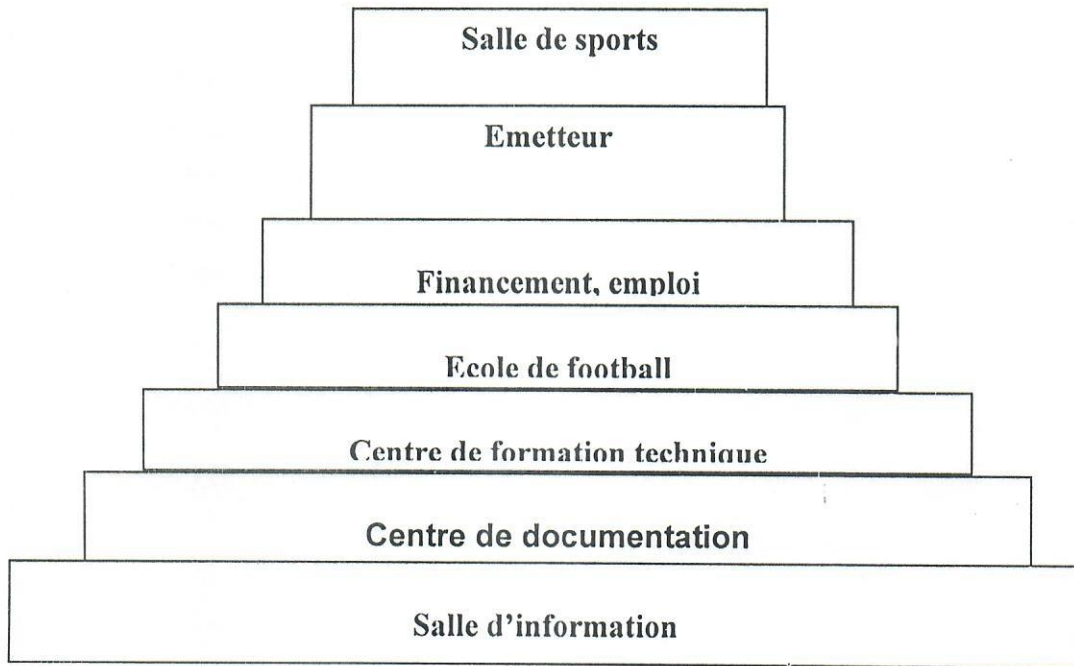 Salle de sports
Emetteur
Financement, emploi
Ecole de football
Centre de formation technique
Centre de documentation
Salle d'information